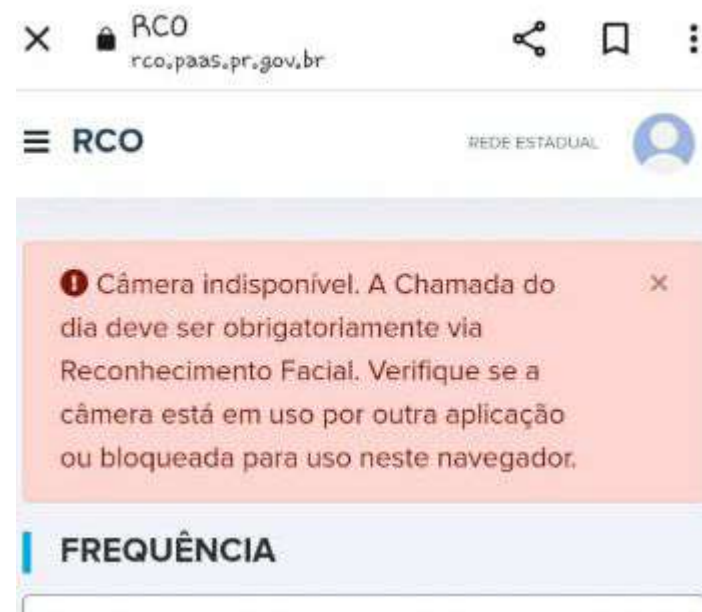 RCO
rco.paas.pr.gov.br
RCO
REDE ESTADUAL
Câmera indisponível. A Chamada do
dia deve ser obrigatoriamente via
Reconhecimento Facial. Verifique se a
câmera está em uso por outra aplicação
ou bloqueada para uso neste navegador.
FREQUÊNCIA